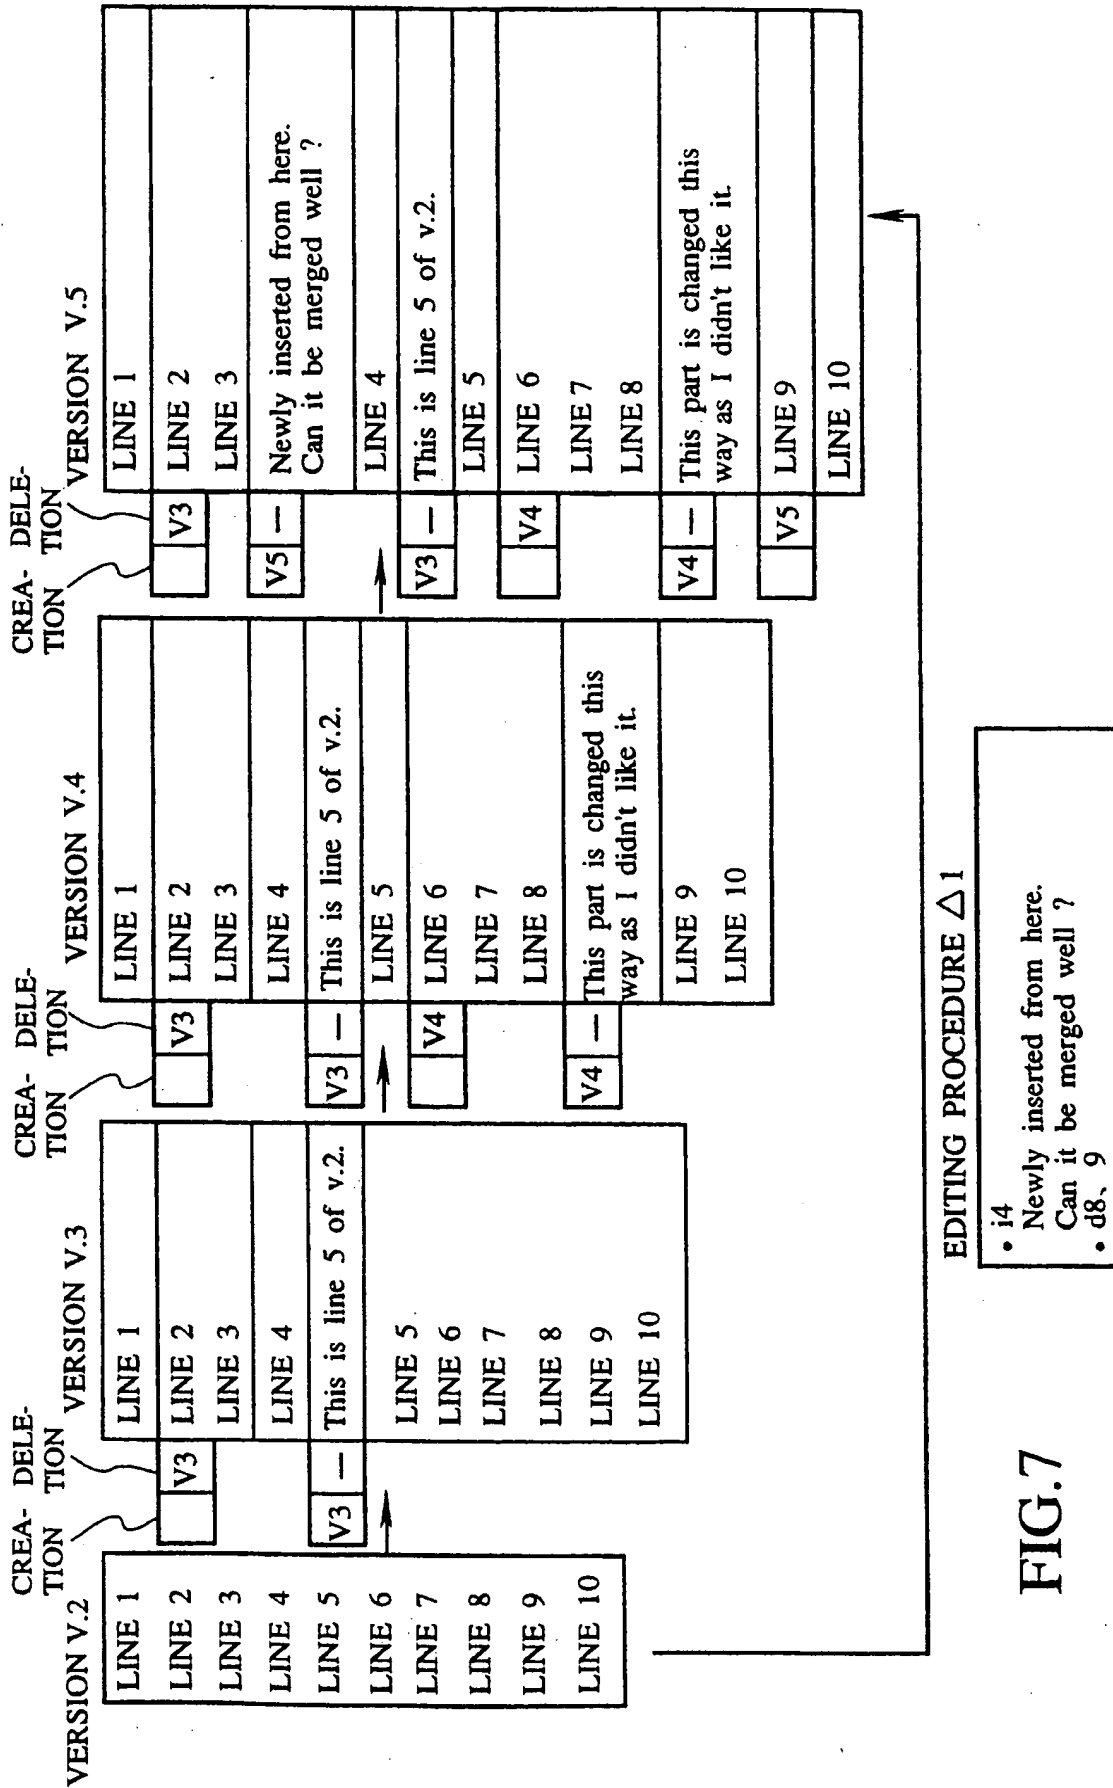 CREA- DELE-
TION TION
VERSION V.2
LINE 1
LINE 2
LINE 3
LINE 4
LINE 5
LINE 6
LINE 7
LINE 8
LINE 9
LINE 10
VERSION V.3
LINE 1
V3 LINE 2
LINE 3
LINE 4
V3 — This is line 5 of v.2.
LINE 5
LINE 6
LINE 7
LINE 8
LINE 9
LINE 10
CREA- DELE-
TION TION
VERSION V.4
LINE 1
V3 LINE 2
LINE 3
LINE 4
V3 — This is line 5 of v.2.
LINE 5
V4 LINE 6
LINE 7
LINE 8
V4 — This part is changed this
way as I didn't like it.
LINE 9
LINE 10
CREA- DELE-
TION TION
VERSION V.5
LINE 1
V3 LINE 2
LINE 3
V5 — Newly inserted from here.
Can it be merged well ?
LINE 4
V3 — This is line 5 of v.2.
LINE 5
V4 LINE 6
LINE 7
LINE 8
V4 — This part is changed this
way as I didn't like it.
V5 LINE 9
LINE 10
EDITING PROCEDURE △1
• i4
Newly inserted from here.
Can it be merged well ?
• d8、9
FIG.7